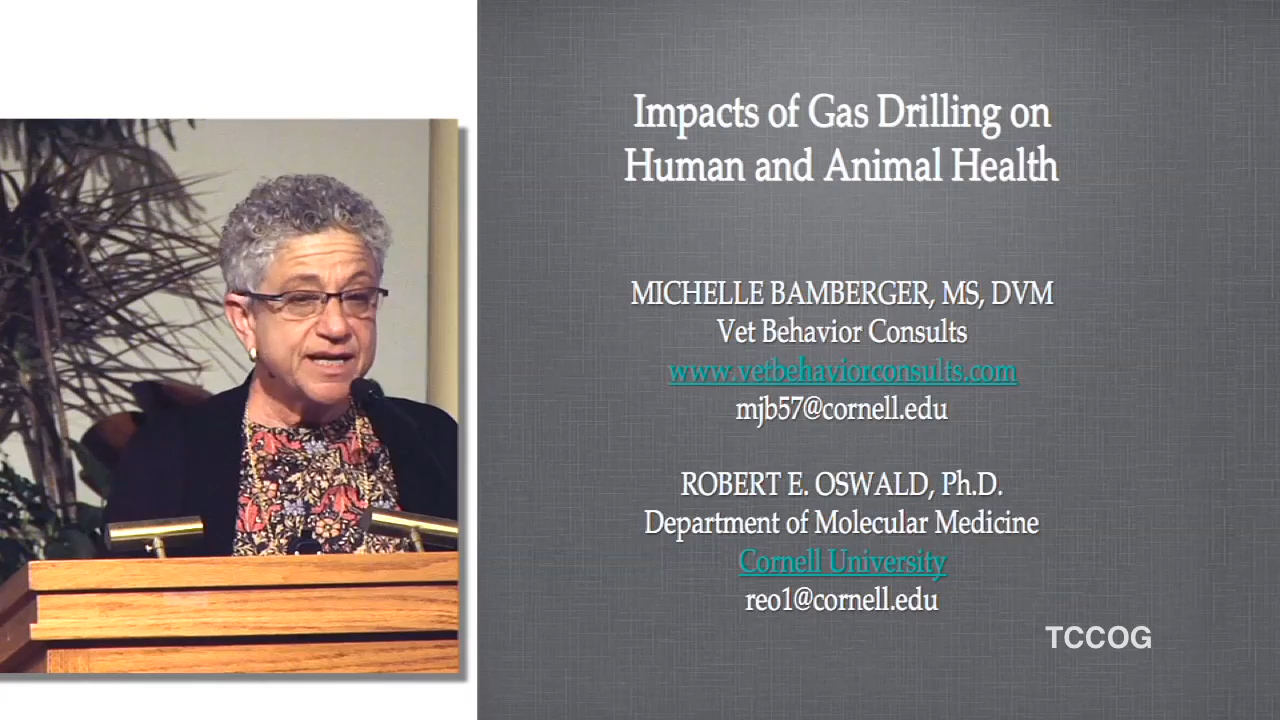 Impacts of Gas Drilling on
Human and Animal Health
MICHELLE BAMBERGER, MS, DVM
Vet Behavior Consults
www.vetbehaviorconsults.com
mjb57@cornell.edu
ROBERT E. OSWALD, Ph.D.
Department of Molecular Medicine
Cornell University
reo1@cornell.edu
TCCOG